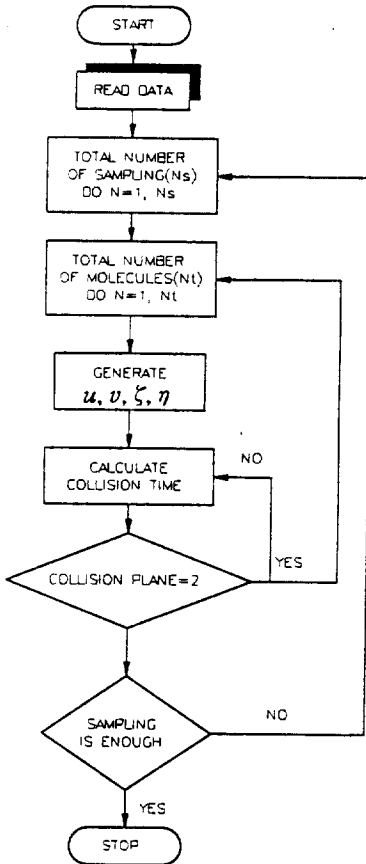 START
READ DATA
TOTAL NUMBER
OF SAMPLING(Ns)
DO N=1, Ns
TOTAL NUMBER
OF MOLECULES(Nt)
DO N=1, Nt
GENERATE
u, v, ζ, η
CALCULATE
COLLISION TIME
NO
COLLISION PLANE=2
YES
SAMPLING
IS ENOUGH
NO
YES
STOP